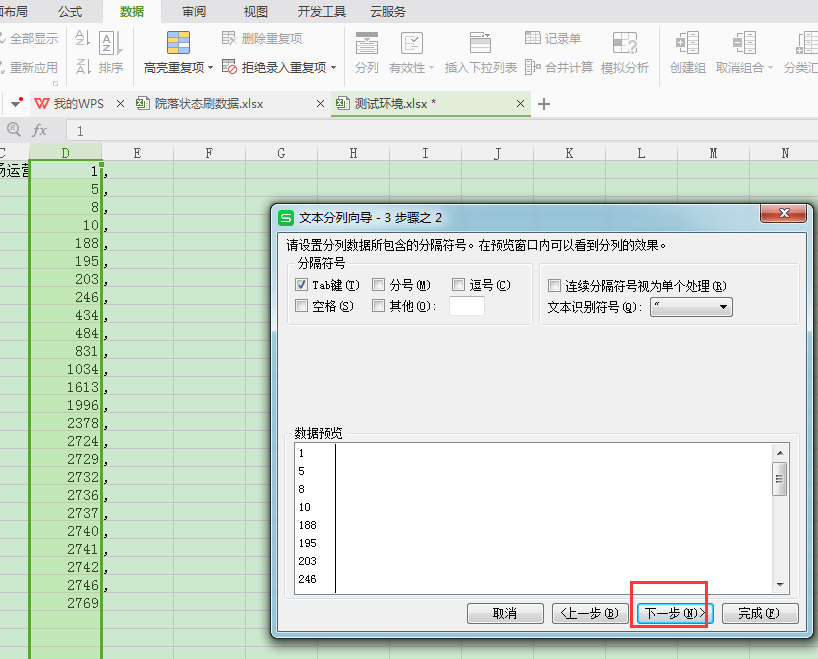 面布局 公式 数据 审阅 视图 开发工具 云服务
全部显示 删除重复项 记录单
重新应用 排序 高亮重复项 拒绝录入重复项 分列 有效性 插入下拉列表 合并计算 模拟分析 创建组 取消组合 分类汇
我的WPS 院落状态刷数据.xlsx 测试环境.xlsx *
fx 1
C D E F G H I J K L M N
场运营 1 ,
5 ,
8 ,
10 ,
188 ,
195 ,
203 ,
246 ,
434 ,
484 ,
831 ,
1034 ,
1613 ,
1996 ,
2378 ,
2724 ,
2729 ,
2732 ,
2736 ,
2737 ,
2740 ,
2741 ,
2742 ,
2746 ,
2769
文本分列向导 - 3 步骤之 2
请设置分列数据所包含的分隔符号。在预览窗口内可以看到分列的效果。
分隔符号
Tab键(T) 分号(M) 逗号(C) 连续分隔符号视为单个处理(R)
空格(S) 其他(O): 文本识别符号(Q): "
数据预览
1
5
8
10
188
195
203
246
取消 <上一步(B) 下一步(N)> 完成(F)